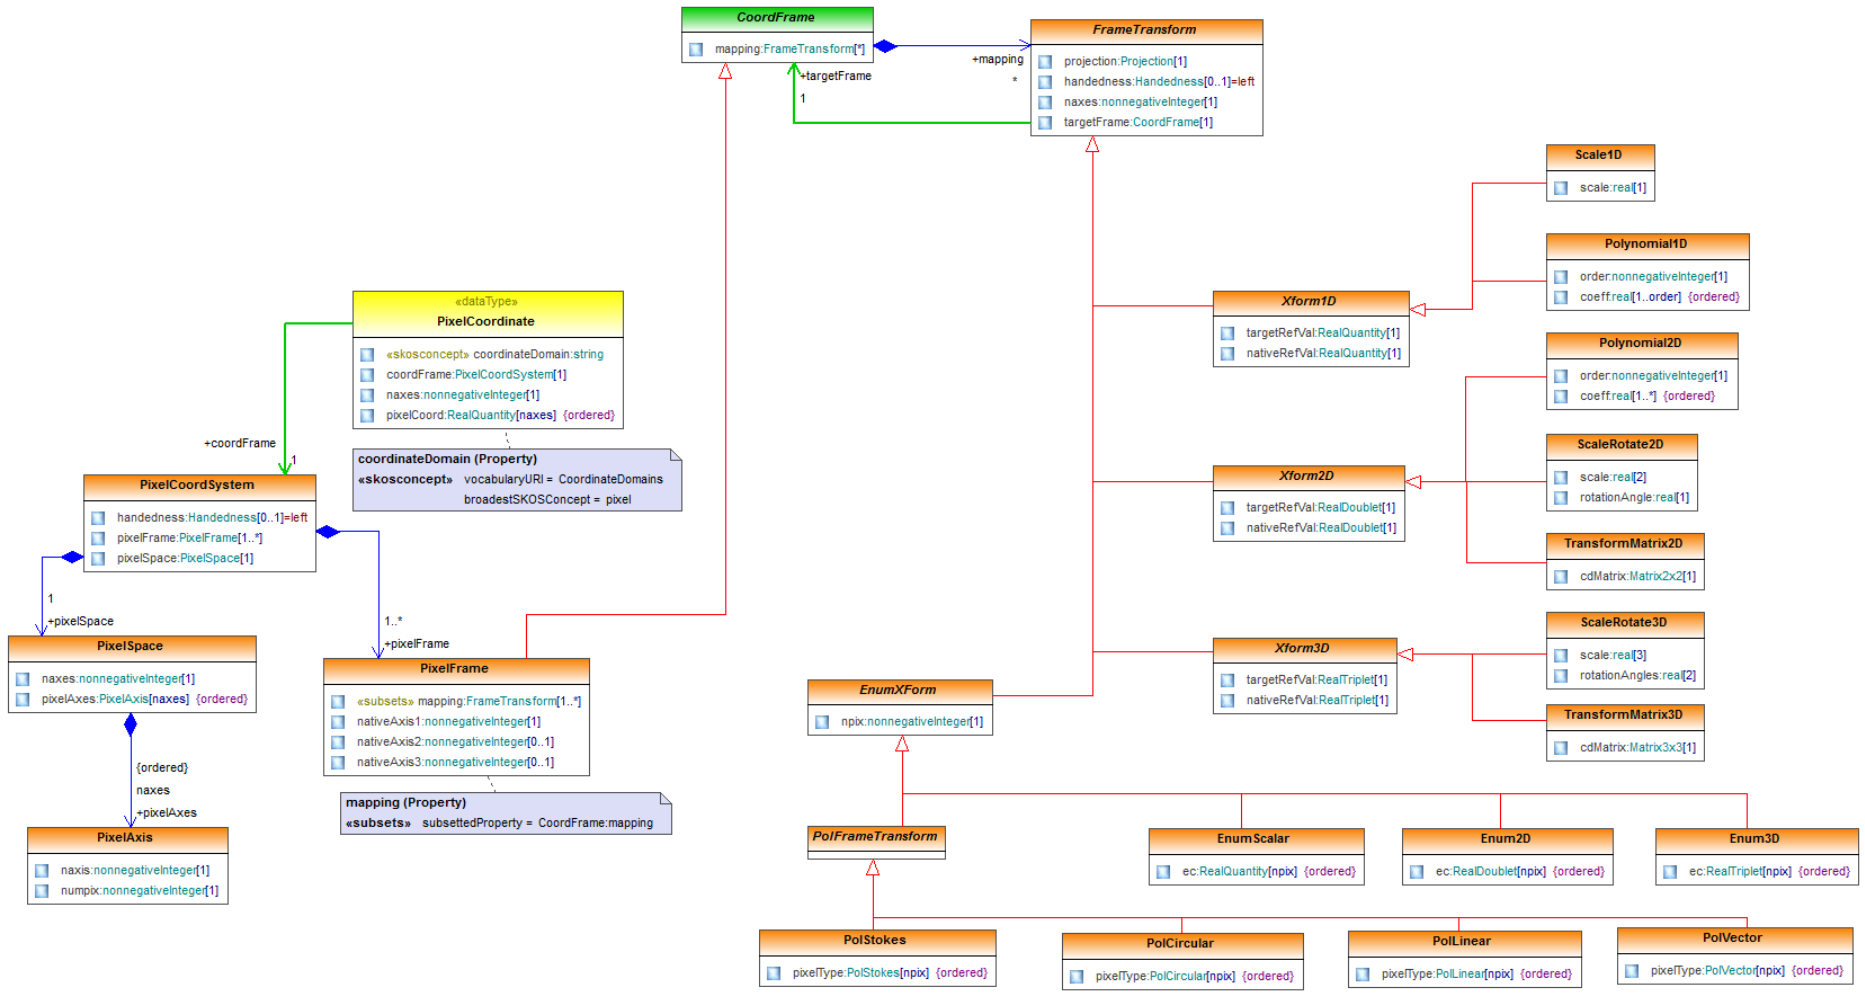 CoordFrame
mapping:FrameTransform[*]
+mapping
*
+targetFrame
1
FrameTransform
projection:Projection[1]
handedness:Handedness[0..1]=left
naxes:nonnegativeInteger[1]
targetFrame:CoordFrame[1]
Scale1D
scale:real[1]
Polynomial1D
order:nonnegativeInteger[1]
coeff:real[1..order] {ordered}
Xform1D
targetRefVal:RealQuantity[1]
nativeRefVal:RealQuantity[1]
Polynomial2D
order:nonnegativeInteger[1]
coeff:real[1..*] {ordered}
«dataType»
PixelCoordinate
«skosconcept» coordinateDomain:string
coordFrame:PixelCoordSystem[1]
naxes:nonnegativeInteger[1]
pixelCoord:RealQuantity[naxes] {ordered}
coordinateDomain (Property)
«skosconcept» vocabularyURI = CoordinateDomains
broadestSKOSConcept = pixel
+coordFrame
1
ScaleRotate2D
scale:real[2]
rotationAngle:real[1]
Xform2D
targetRefVal:RealDoublet[1]
nativeRefVal:RealDoublet[1]
TransformMatrix2D
cdMatrix:Matrix2x2[1]
PixelCoordSystem
handedness:Handedness[0..1]=left
pixelFrame:PixelFrame[1..*]
pixelSpace:PixelSpace[1]
1
+pixelSpace
1..*
+pixelFrame
PixelSpace
naxes:nonnegativeInteger[1]
pixelAxes:PixelAxis[naxes] {ordered}
PixelFrame
«subsets» mapping:FrameTransform[1..*]
nativeAxis1:nonnegativeInteger[1]
nativeAxis2:nonnegativeInteger[0..1]
nativeAxis3:nonnegativeInteger[0..1]
mapping (Property)
«subsets» subsettedProperty = CoordFrame:mapping
{ordered}
naxes
+pixelAxes
PixelAxis
naxis:nonnegativeInteger[1]
numpix:nonnegativeInteger[1]
ScaleRotate3D
scale:real[3]
rotationAngles:real[2]
Xform3D
targetRefVal:RealTriplet[1]
nativeRefVal:RealTriplet[1]
TransformMatrix3D
cdMatrix:Matrix3x3[1]
EnumXForm
npix:nonnegativeInteger[1]
PolFrameTransform
EnumScalar
ec:RealQuantity[npix] {ordered}
Enum2D
ec:RealDoublet[npix] {ordered}
Enum3D
ec:RealTriplet[npix] {ordered}
PolStokes
pixelType:PolStokes[npix] {ordered}
PolCircular
pixelType:PolCircular[npix] {ordered}
PolLinear
pixelType:PolLinear[npix] {ordered}
PolVector
pixelType:PolVector[npix] {ordered}